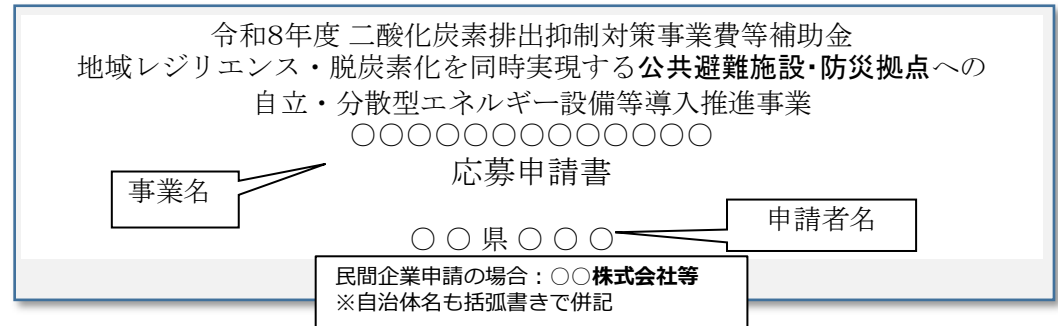 令和8年度 二酸化炭素排出抑制対策事業費等補助金
地域レジリエンス・脱炭素化を同時実現する公共避難施設・防災拠点への
自立・分散型エネルギー設備等導入推進事業
○○○○○○○○○○○○○
応募申請書
事業名
申請者名
○○県○○○
民間企業申請の場合：○○株式会社等
※自治体名も括弧書きで併記